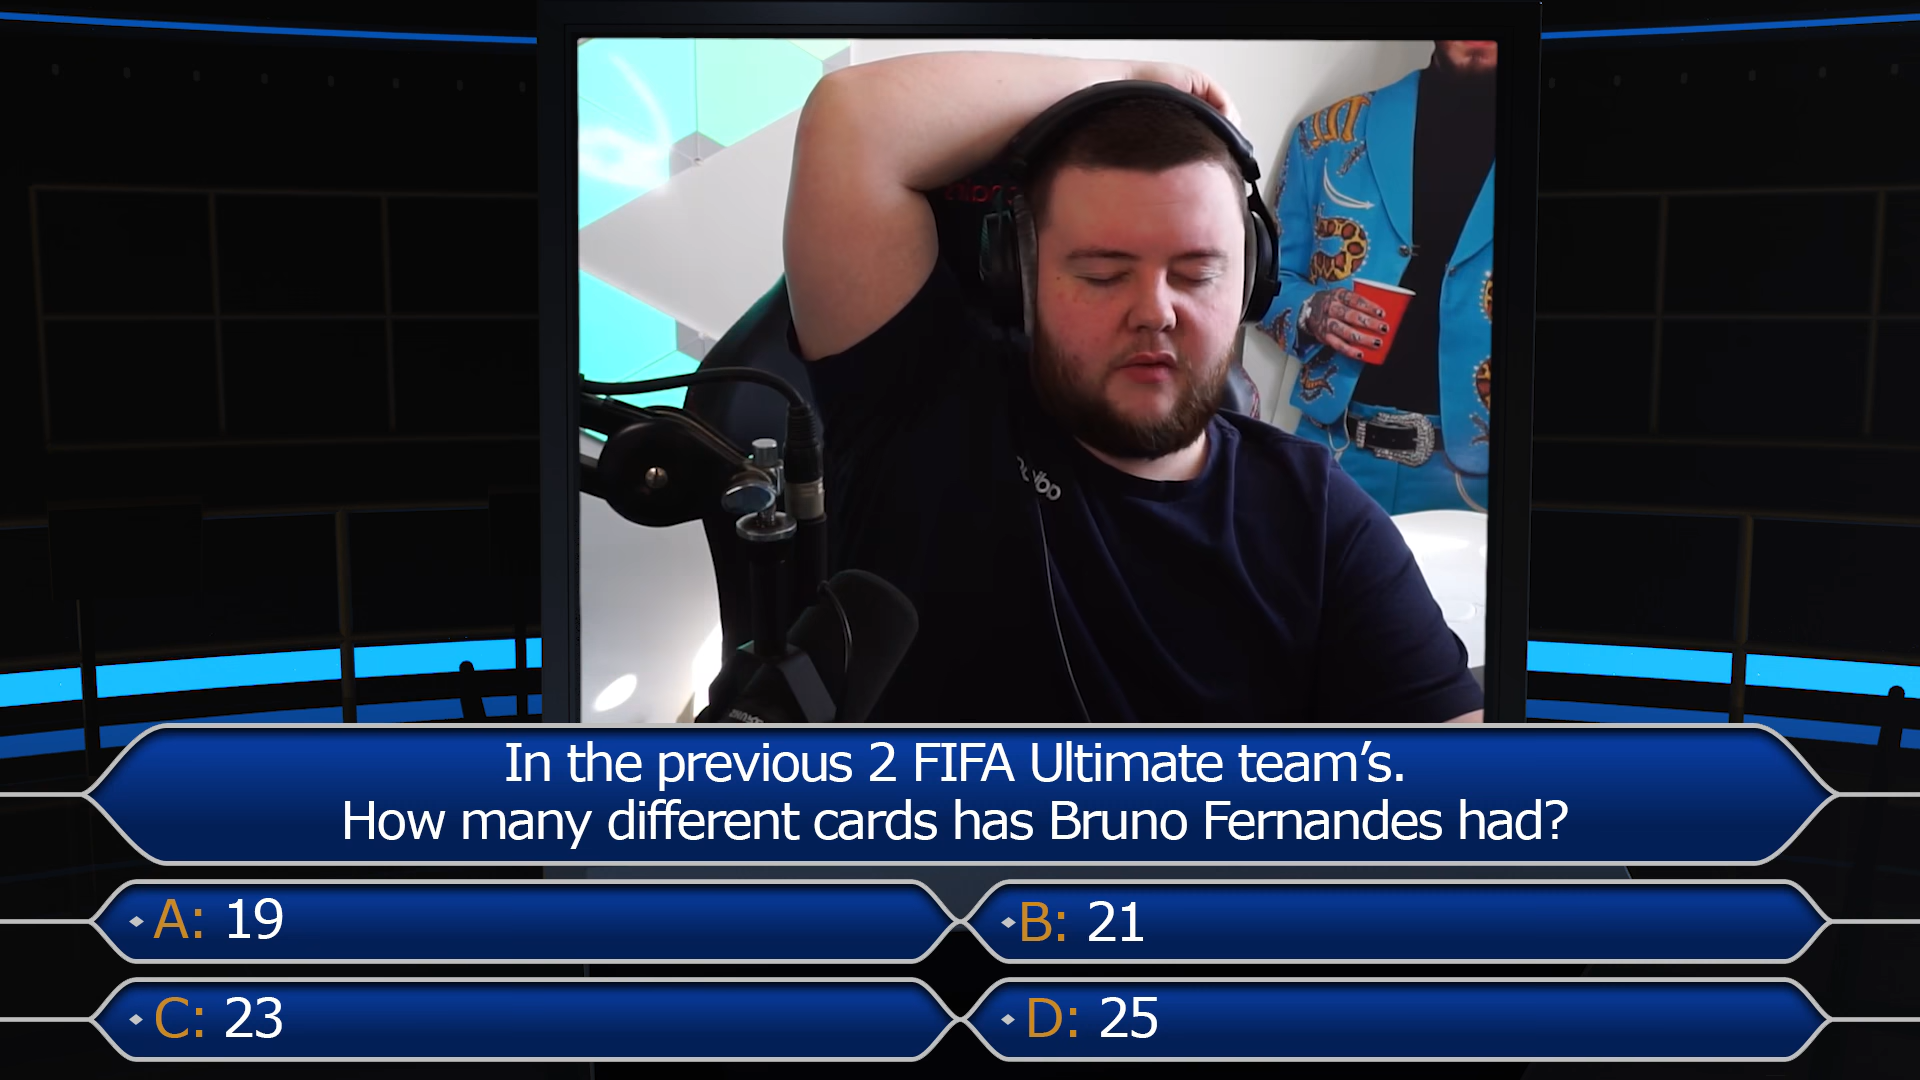 In the previous 2 FIFA Ultimate team’s.
How many different cards has Bruno Fernandes had?
A: 19
B: 21
C: 23
D: 25